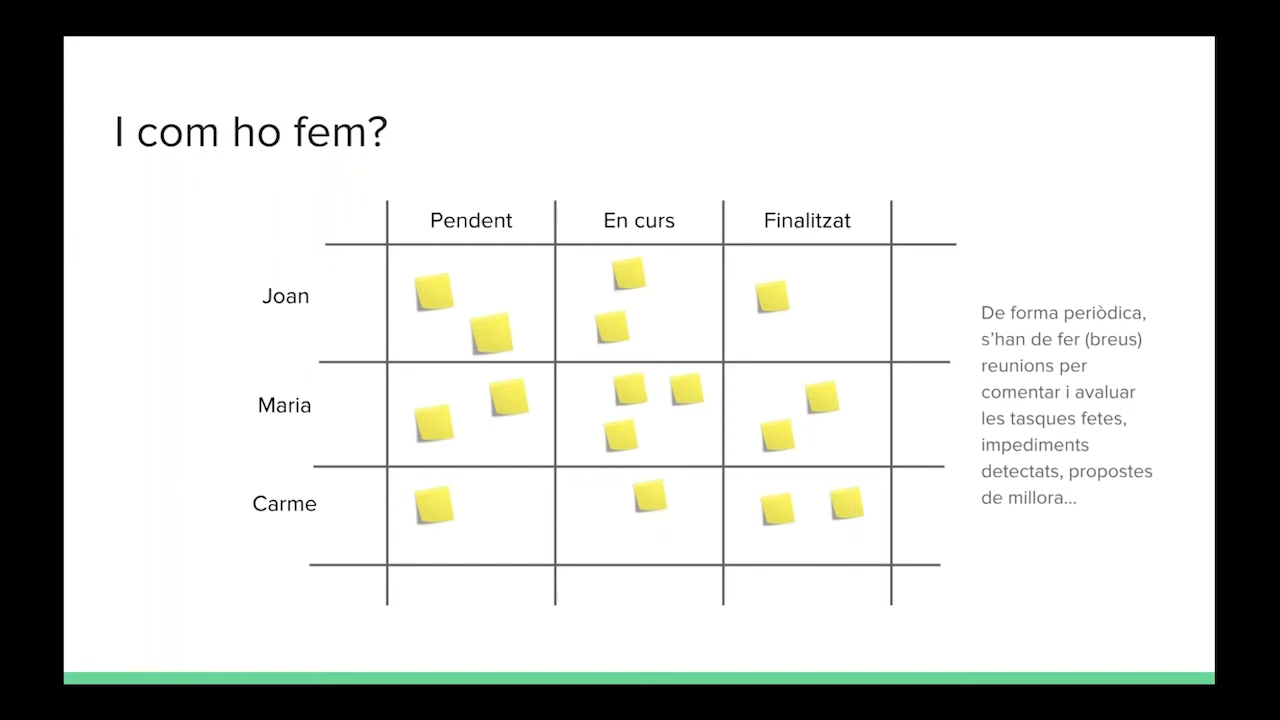 I com ho fem?
Pendent
En curs
Finalitzat
Joan
Maria
Carme
De forma periòdica,
s'han de fer (breus)
reunions per
comentar i avaluar
les tasques fetes,
impediments
detectats, propostes
de millora...